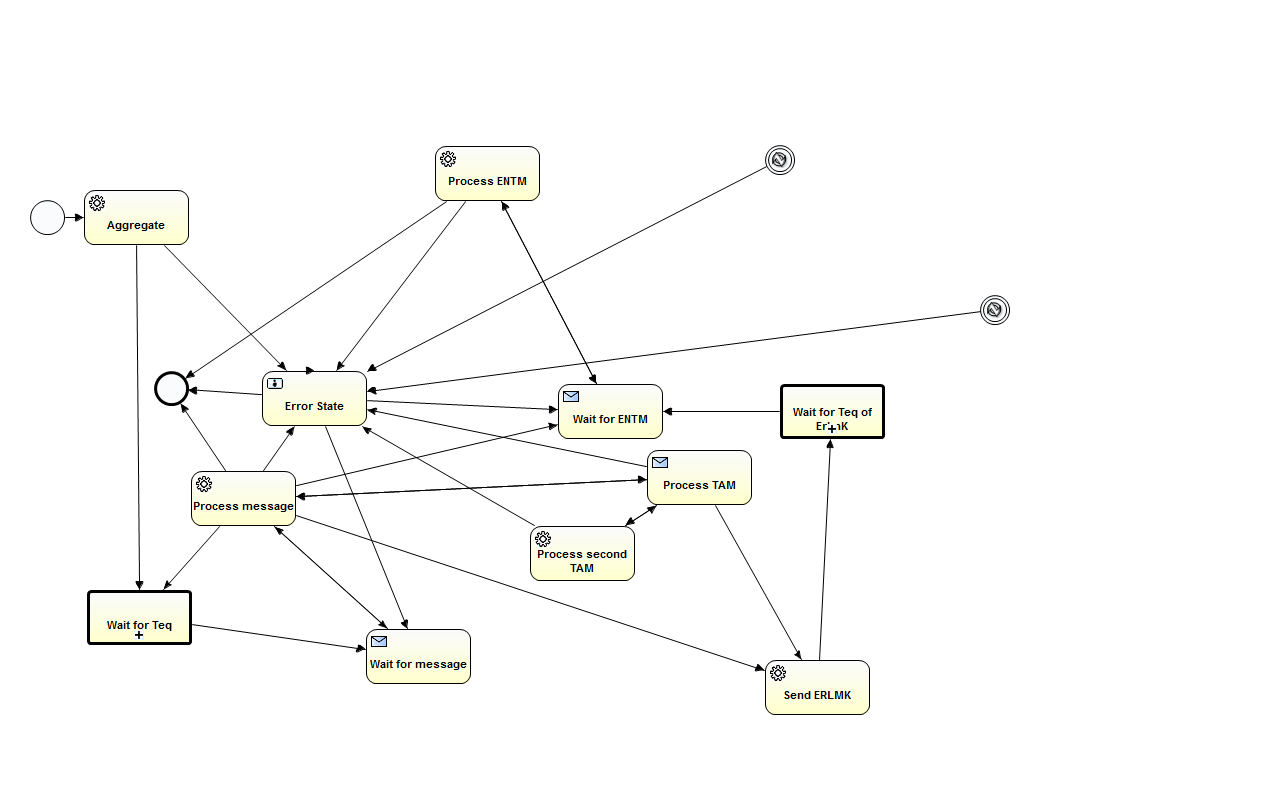 Process ENTM
Aggregate
Error State
Wait for ENTM
Wait for Teq of
Process TAM
Process message
Process second
TAM
Wait for Teq
Wait for message
Send ERLMK